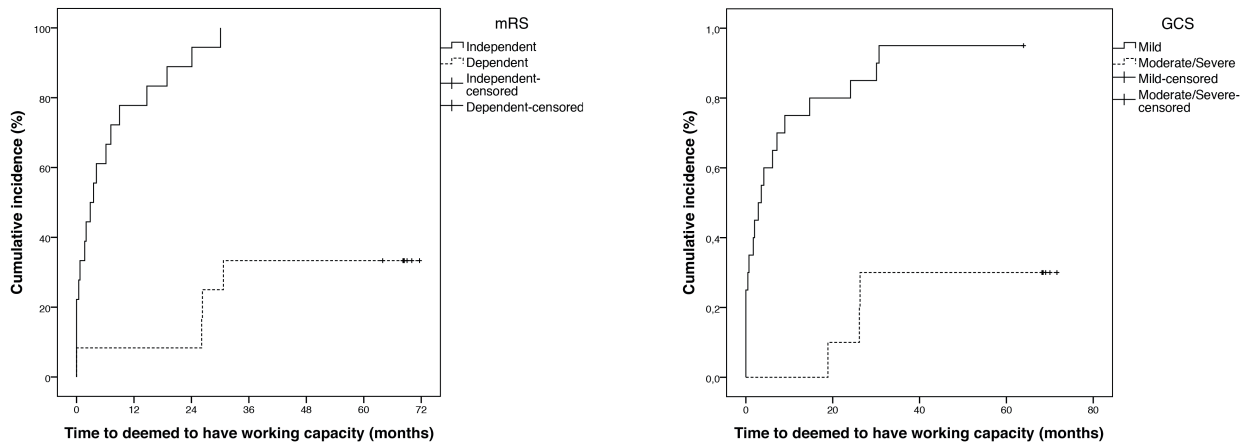 mRS
Independent
Dependent
Independent-
censored
Dependent-censored
100
80
60
40
20
0
Cumulative incidence (%)
0 12 24 36 48 60 72
Time to deemed to have working capacity (months)
GCS
Mild
Moderate/Severe
Mild-censored
Moderate/Severe-
censored
1,0
0,8
0,6
0,4
0,2
0,0
Cumulative incidence (%)
0 20 40 60 80
Time to deemed to have working capacity (months)